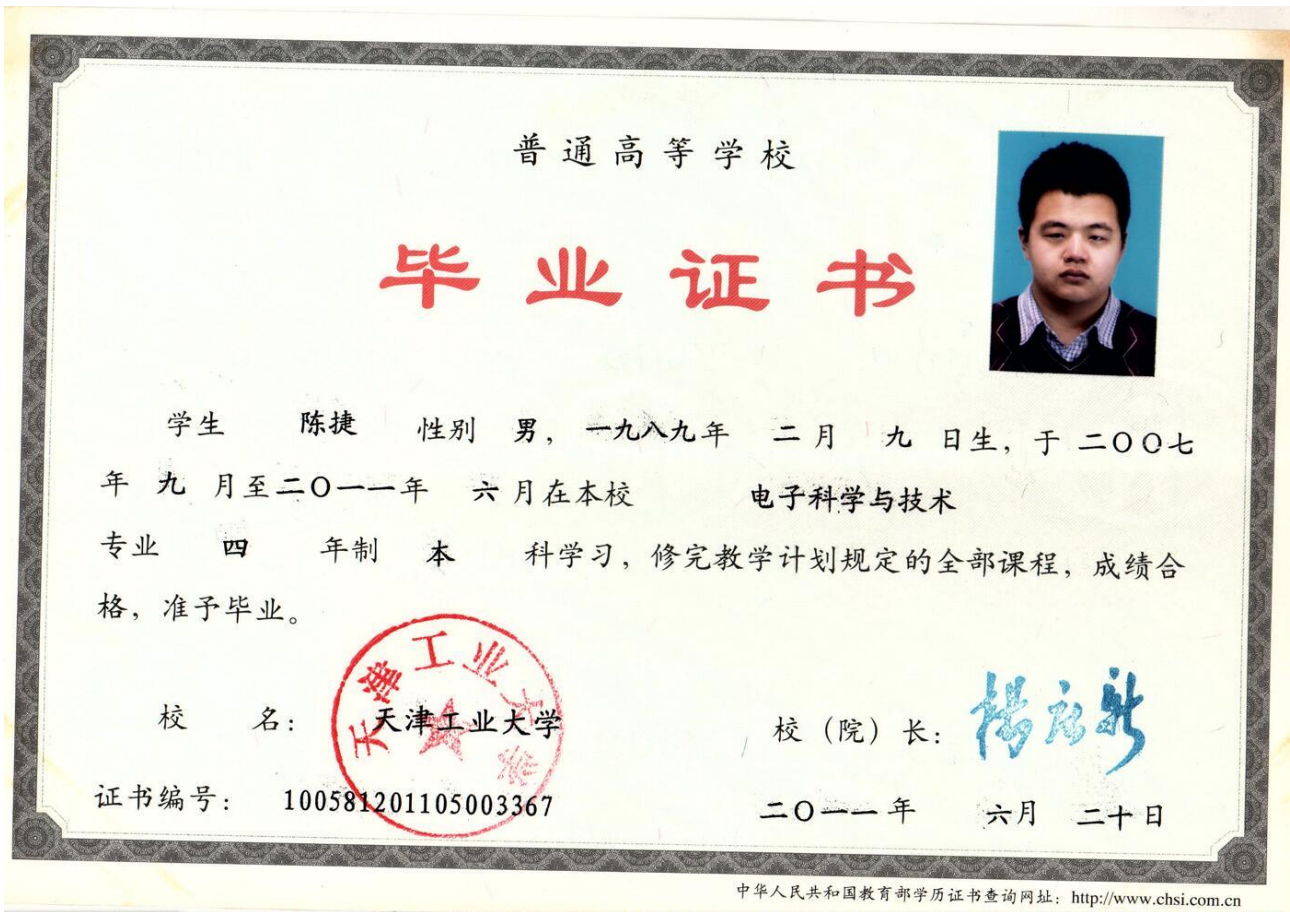 普通高等学校
毕业证书
学生 陈捷 性别 男，一九八九年 二月 九 日生，于 二〇〇七
年 九 月至二〇一一年 六月在本校 电子科学与技术
专业 四 年制 本 科学习，修完教学计划规定的全部课程，成绩合
格，准予毕业。
天津工业大学
校 名：天津工业大学
校（院）长：
证书编号：100581201105003367
二〇一一年 六月 二十日
中华人民共和国教育部学历证书查询网址：http://www.chsi.com.cn